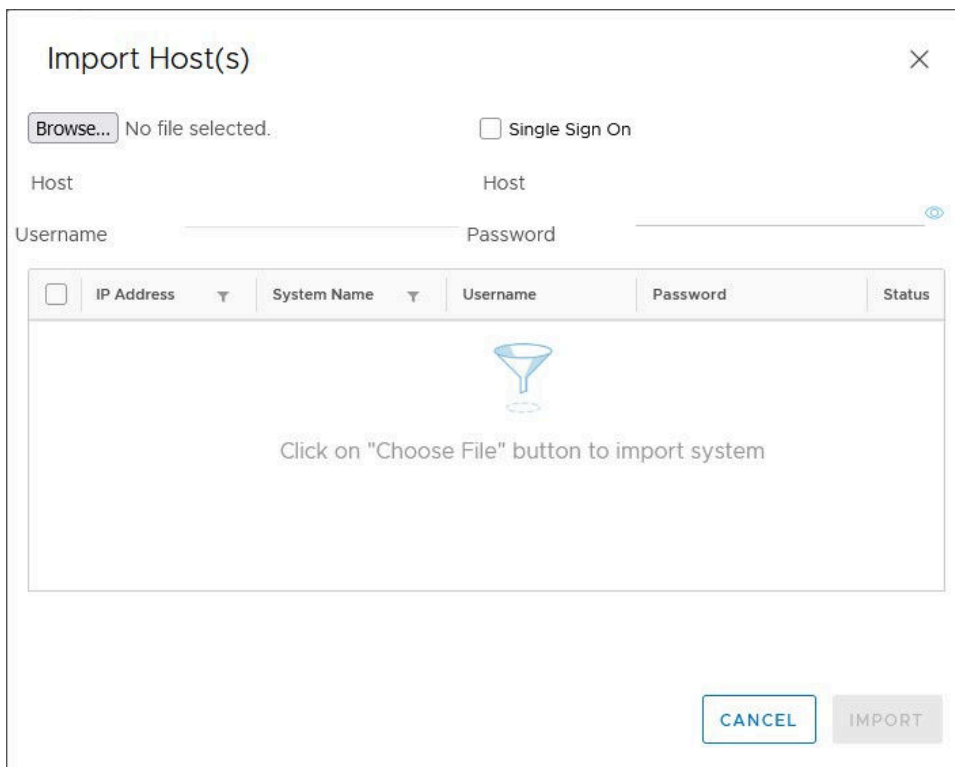 Import Host(s)
Browse... No file selected.
Single Sign On
Host
Host
Username
Password
IP Address
System Name
Username
Password
Status
Click on "Choose File" button to import system
CANCEL
IMPORT